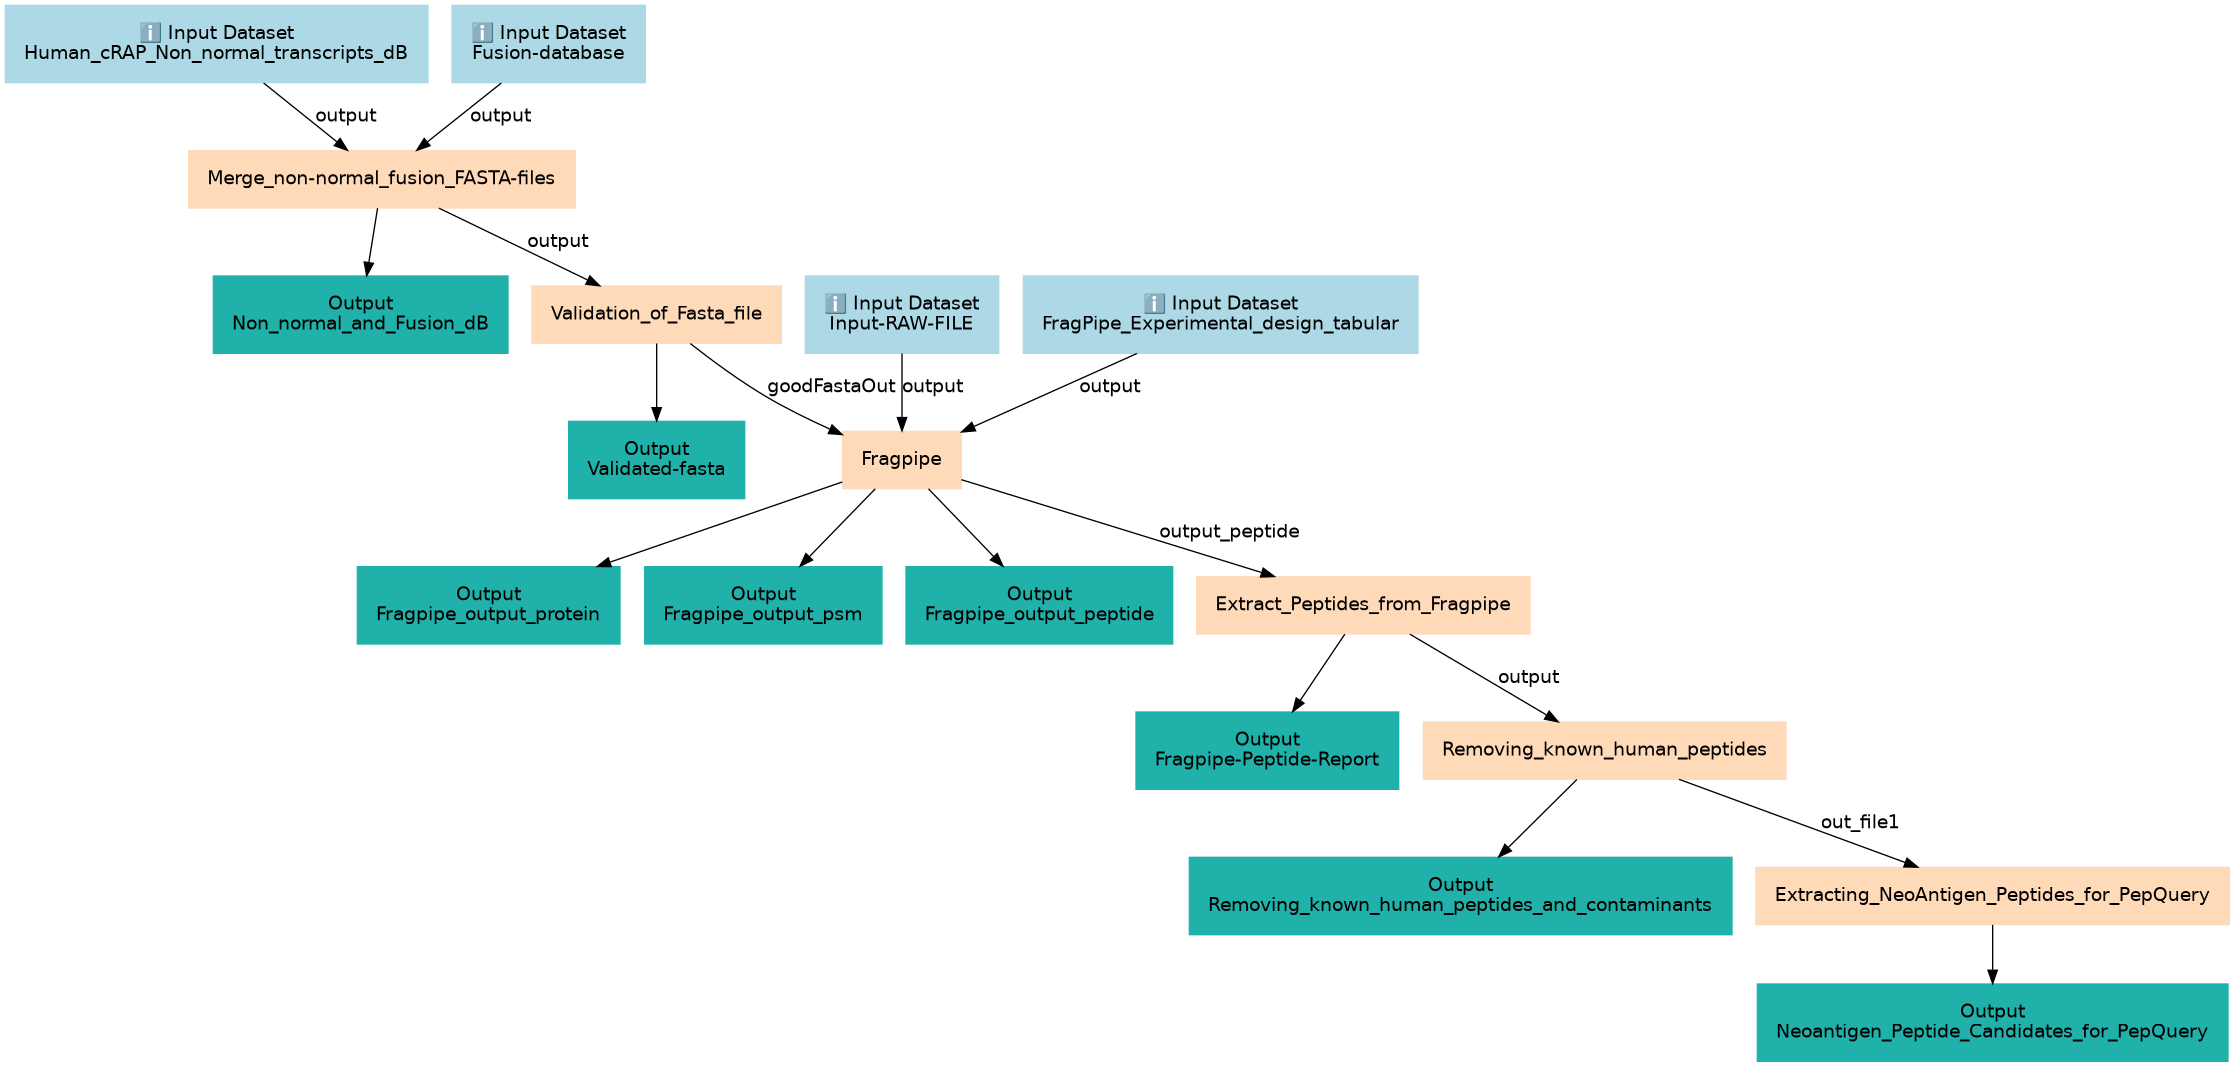 ℹ️ Input Dataset
Human_cRAP_Non_normal_transcripts_dB
ℹ️ Input Dataset
Fusion-database
output
output
Merge_non-normal_fusion_FASTA-files
output
Output
Non_normal_and_Fusion_dB
Validation_of_Fasta_file
ℹ️ Input Dataset
Input-RAW-FILE
ℹ️ Input Dataset
FragPipe_Experimental_design_tabular
goodFastaOut
output
output
Output
Validated-fasta
Fragpipe
output_peptide
Output
Fragpipe_output_protein
Output
Fragpipe_output_psm
Output
Fragpipe_output_peptide
Extract_Peptides_from_Fragpipe
output
Output
Fragpipe-Peptide-Report
Removing_known_human_peptides
out_file1
Output
Removing_known_human_peptides_and_contaminants
Extracting_NeoAntigen_Peptides_for_PepQuery
Output
Neoantigen_Peptide_Candidates_for_PepQuery